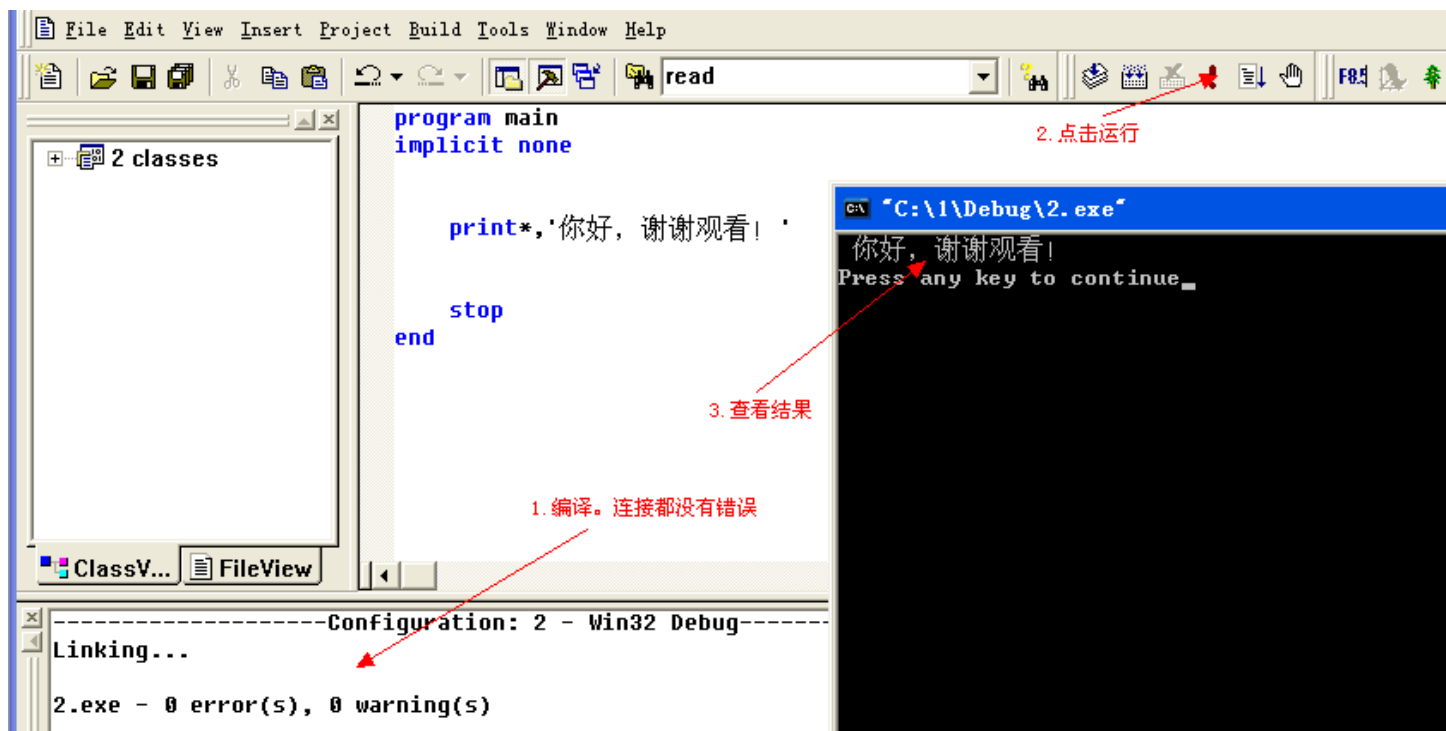 File Edit View Insert Project Build Tools Window Help
read
F8.5
2 classes
program main
implicit none
print*,'你好，谢谢观看！ '
stop
end
2.点击运行
"C:\1\Debug\2.exe"
你好，谢谢观看！
Press any key to continue_
3.查看结果
1.编译。连接都没有错误
ClassV... FileView
--------------------Configuration: 2 - Win32 Debug------
Linking...
2.exe - 0 error(s), 0 warning(s)